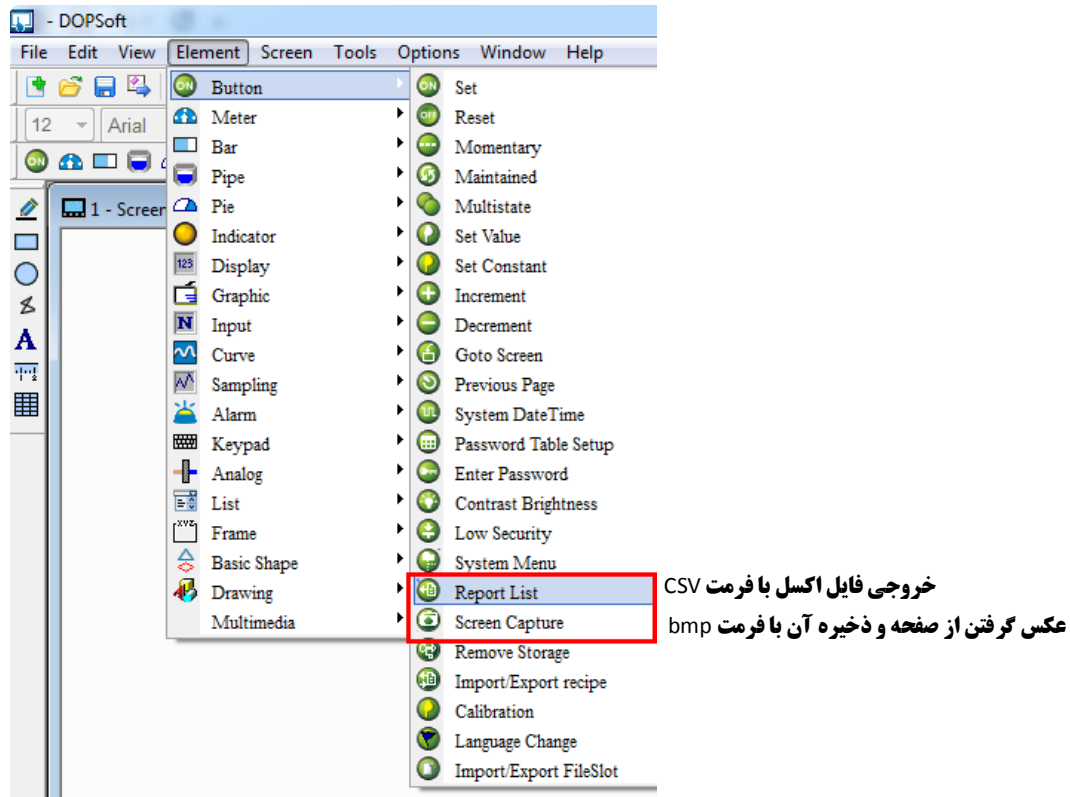 - DOPSoft
File Edit View Element Screen Tools Options Window Help
12 Arial
1 - Screen
Button
Meter
Bar
Pipe
Pie
Indicator
Display
Graphic
Input
Curve
Sampling
Alarm
Keypad
Analog
List
Frame
Basic Shape
Drawing
Multimedia
Set
Reset
Momentary
Maintained
Multistate
Set Value
Set Constant
Increment
Decrement
Goto Screen
Previous Page
System DateTime
Password Table Setup
Enter Password
Contrast Brightness
Low Security
System Menu
Report List
Screen Capture
Remove Storage
Import/Export recipe
Calibration
Language Change
Import/Export FileSlot
خروجی فایل اکسل با فرمت CSV
عکس گرفتن از صفحه و ذخیره آن با فرمت bmp